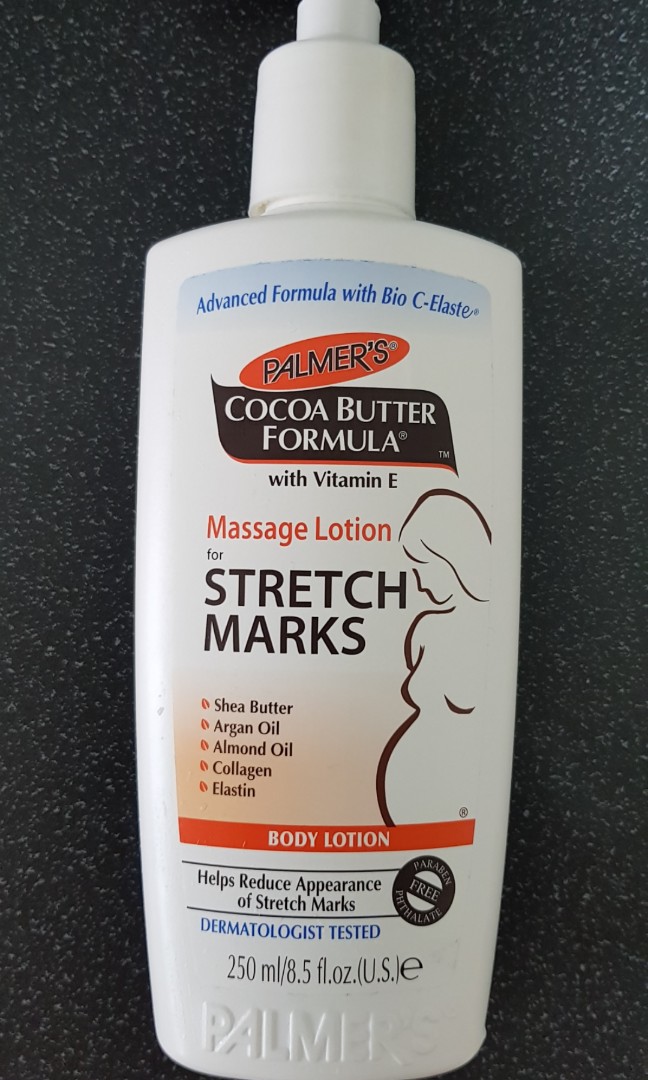 Advanced Formula with Bio C-Elaste®
PALMER'S®
COCOA BUTTER
FORMULA®
TM
with Vitamin E
Massage Lotion
for
STRETCH
MARKS
Shea Butter
Argan Oil
Almond Oil
Collagen
Elastin
®
BODY LOTION
Helps Reduce Appearance
of Stretch Marks
PARABEN
FREE
PHTHALATE
DERMATOLOGIST TESTED
250 ml/8.5 fl.oz.(U.S.)℮
PALMER'S